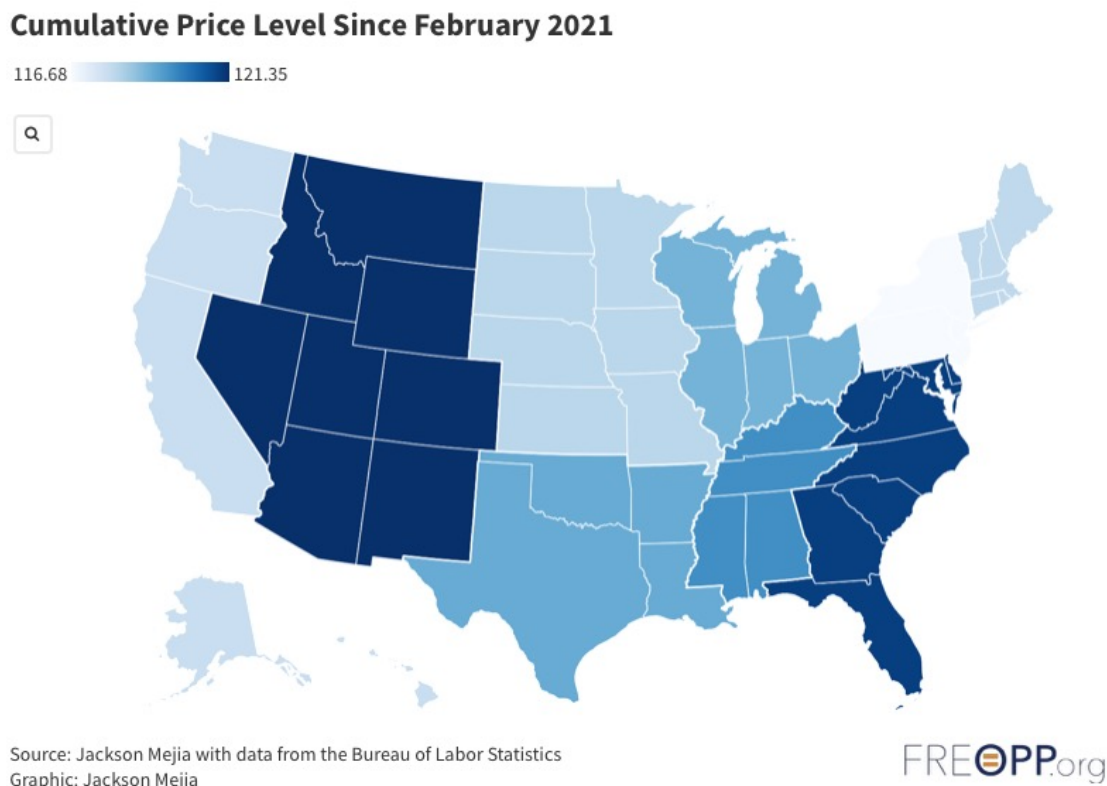 Cumulative Price Level Since February 2021
116.68 121.35
Source: Jackson Mejia with data from the Bureau of Labor Statistics
Graphic: Jackson Mejia
FREOPP.org